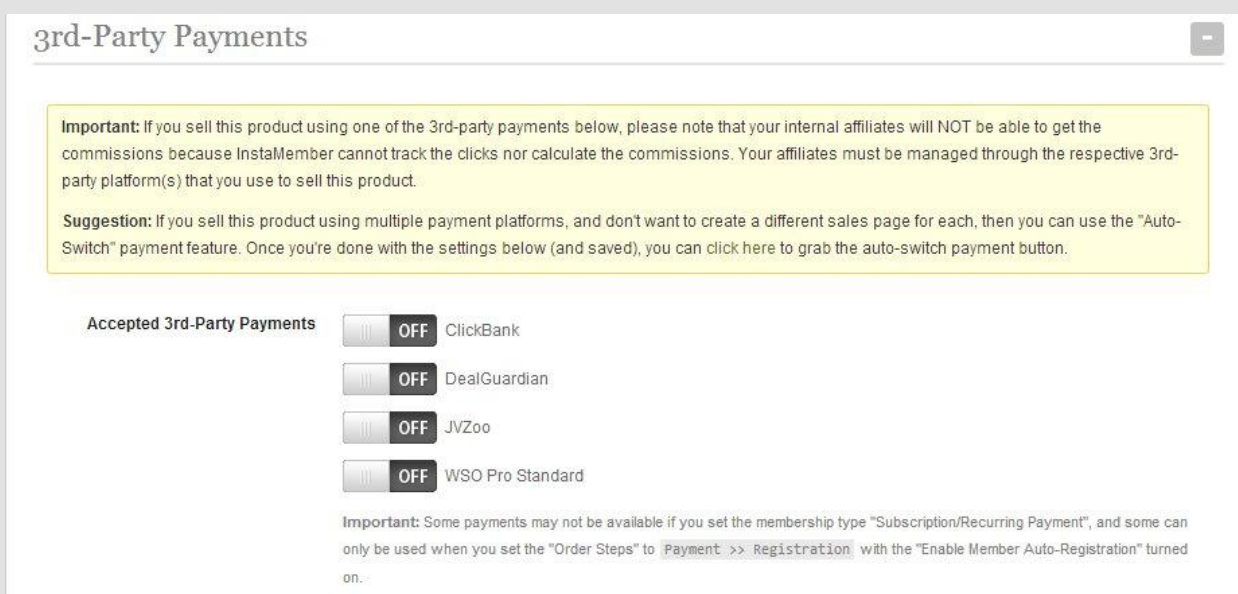 3rd-Party Payments
-
Important: If you sell this product using one of the 3rd-party payments below, please note that your internal affiliates will NOT be able to get the
commissions because InstaMember cannot track the clicks nor calculate the commissions. Your affiliates must be managed through the respective 3rd-
party platform(s) that you use to sell this product.
Suggestion: If you sell this product using multiple payment platforms, and don't want to create a different sales page for each, then you can use the "Auto-
Switch" payment feature. Once you're done with the settings below (and saved), you can click here to grab the auto-switch payment button.
Accepted 3rd-Party Payments
OFF ClickBank
OFF DealGuardian
OFF JVZoo
OFF WSO Pro Standard
Important: Some payments may not be available if you set the membership type "Subscription/Recurring Payment", and some can
only be used when you set the "Order Steps" to Payment >> Registration with the "Enable Member Auto-Registration" turned
on.